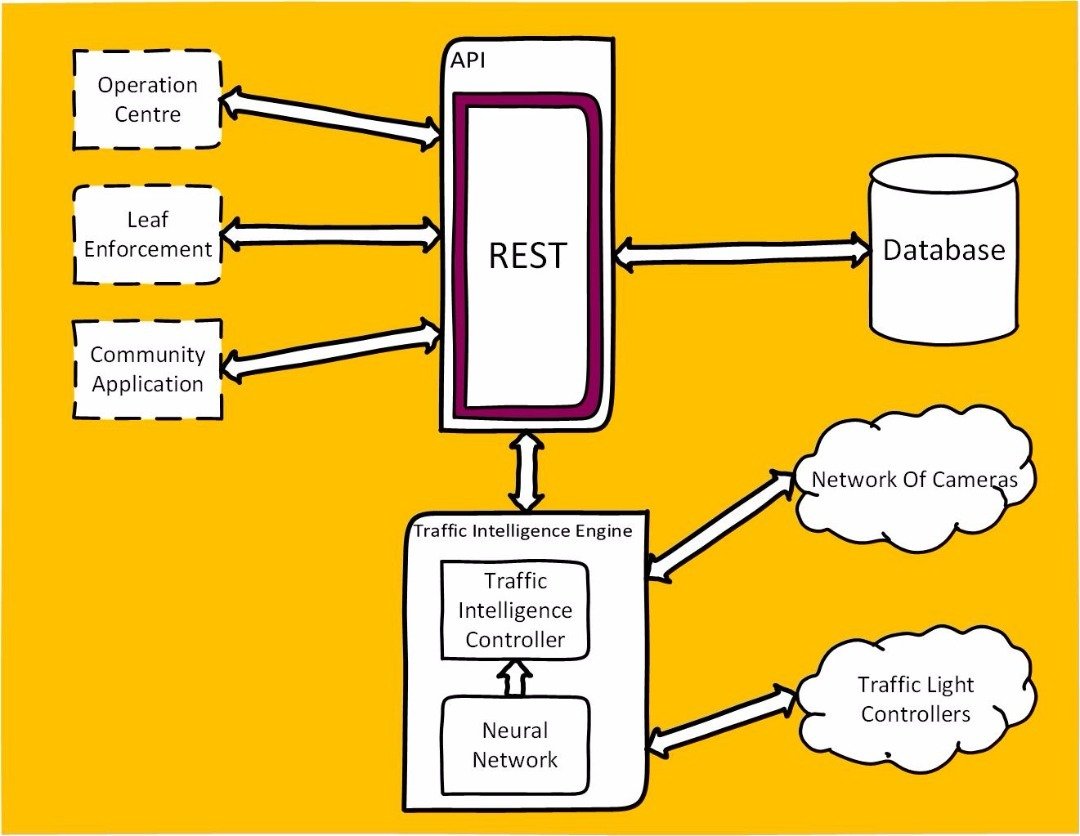 API
Operation
Centre
Leaf
Enforcement
Community
Application
REST
Database
Network Of Cameras
Traffic Intelligence Engine
Traffic
Intelligence
Controller
Neural
Network
Traffic Light
Controllers